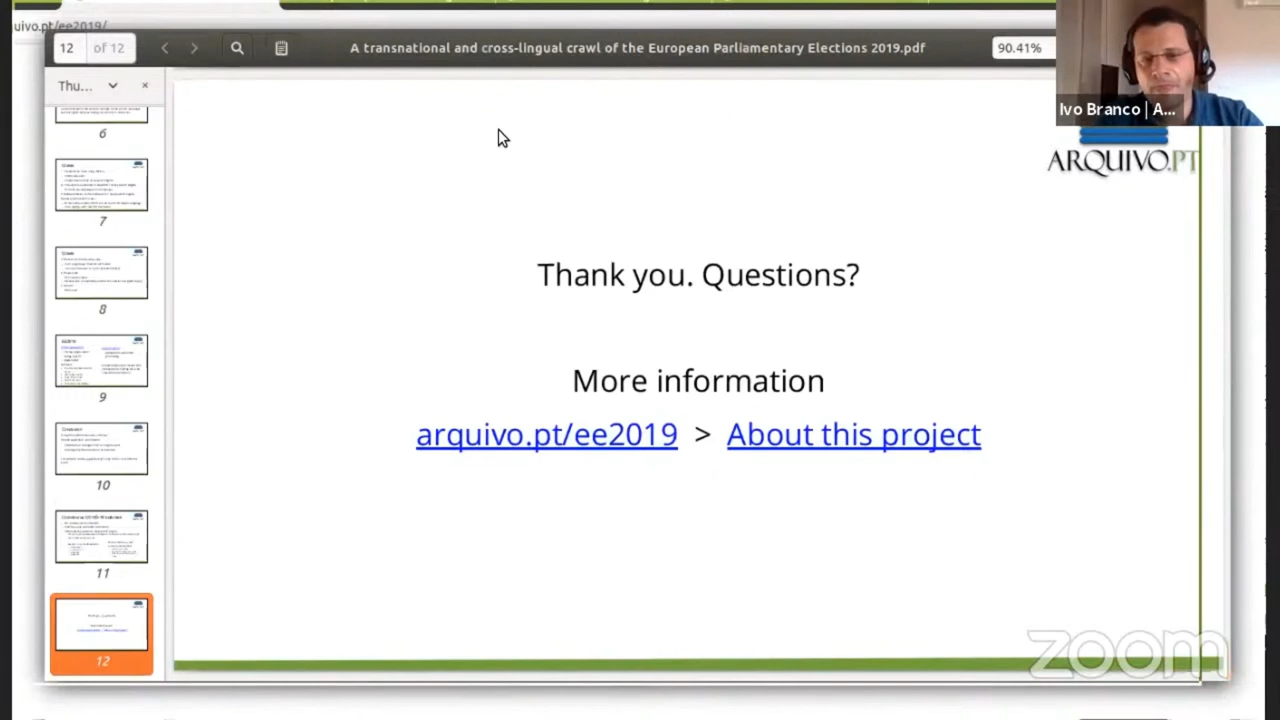 uivo.pt/ee2019/
12 of 12
A transnational and cross-lingual crawl of the European Parliamentary Elections 2019.pdf
90.41%
Ivo Branco | A...
Thu...
ARQUIVO.PT
6
7
8
9
10
11
12
Thank you. Questions?
More information
arquivo.pt/ee2019 > About this project
zoom